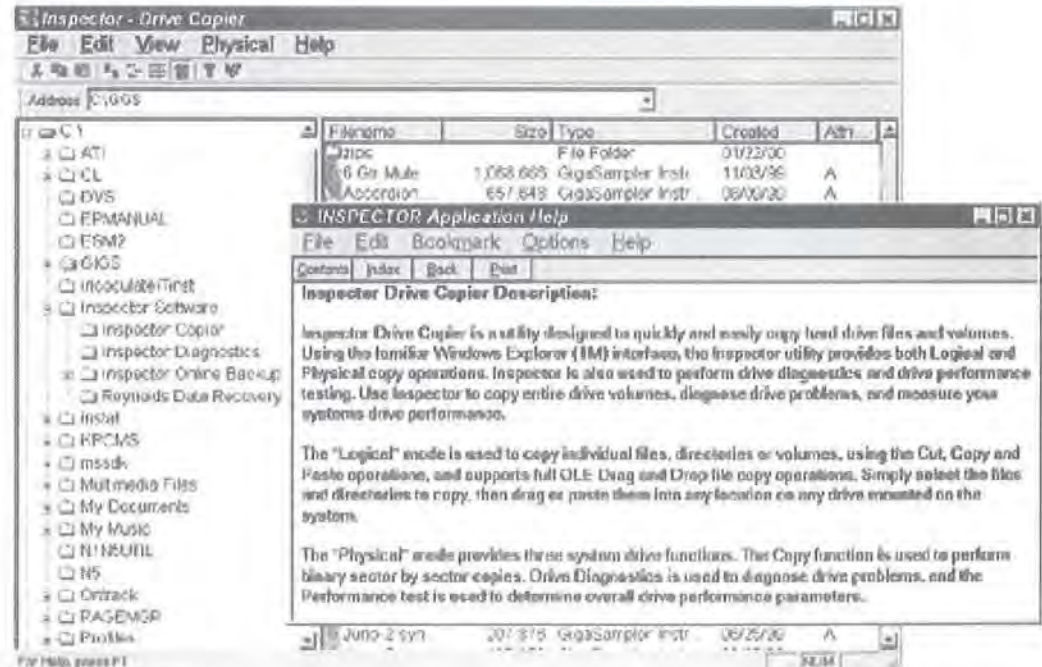 Inspector - Drive Copier
File Edit View Physical Help
Address C:\GIGS
C:\
ATI
CL
DVS
EPMANUAL
ESM2
GIGS
InoculateITInst
Inspector Software
Inspector Copier
Inspector Diagnostics
Inspector Online Backup
Reynolds Data Recovery
Instat
KPCMS
mssdk
Multimedia Files
My Documents
My Music
N5
Ontrack
PAGEMGR
Profiles
Filename Size Type Created Attri...
zips File Folder 01/22/00
6 Gtr Mute GigaSampler Instr A
Accordion 657,648 GigaSampler Instr A
INSPECTOR Application Help
File Edit Bookmark Options Help
Contents Index Back Print
Inspector Drive Copier Description:
Inspector Drive Copier is a utility designed to quickly and easily copy hard drive files and volumes.
Using the familiar Windows Explorer (TM) interface, the Inspector utility provides both Logical and
Physical copy operations. Inspector is also used to perform drive diagnostics and drive performance
testing. Use Inspector to copy entire drive volumes, diagnose drive problems, and measure your
systems drive performance.
The "Logical" mode is used to copy individual files, directories or volumes, using the Cut, Copy and
Paste operations, and supports full OLE Drag and Drop file copy operations. Simply select the files
and directories to copy, then drag or paste them into any location on any drive mounted on the
system.
The "Physical" mode provides three system drive functions. The Copy function is used to perform
binary sector by sector copies. Drive Diagnostics is used to diagnose drive problems, and the
Performance test is used to determine overall drive performance parameters.
Juno-2 syn GigaSampler Instr A
For Help, press F1
NUM